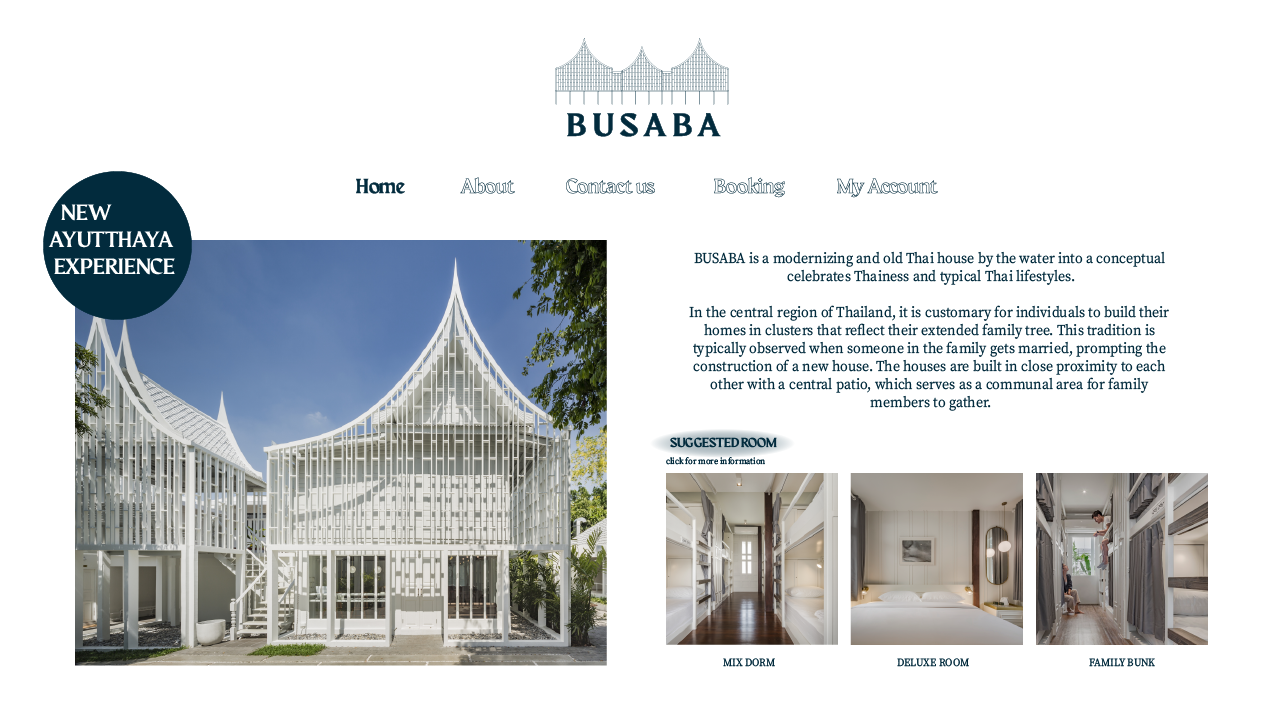 BUSABA
Home About Contact us Booking My Account
NEW
AYUTTHAYA
EXPERIENCE
BUSABA is a modernizing and old Thai house by the water into a conceptual
celebrates Thainess and typical Thai lifestyles.
In the central region of Thailand, it is customary for individuals to build their
homes in clusters that reflect their extended family tree. This tradition is
typically observed when someone in the family gets married, prompting the
construction of a new house. The houses are built in close proximity to each
other with a central patio, which serves as a communal area for family
members to gather.
SUGGESTED ROOM
click for more information
MIX DORM
DELUXE ROOM
FAMILY BUNK